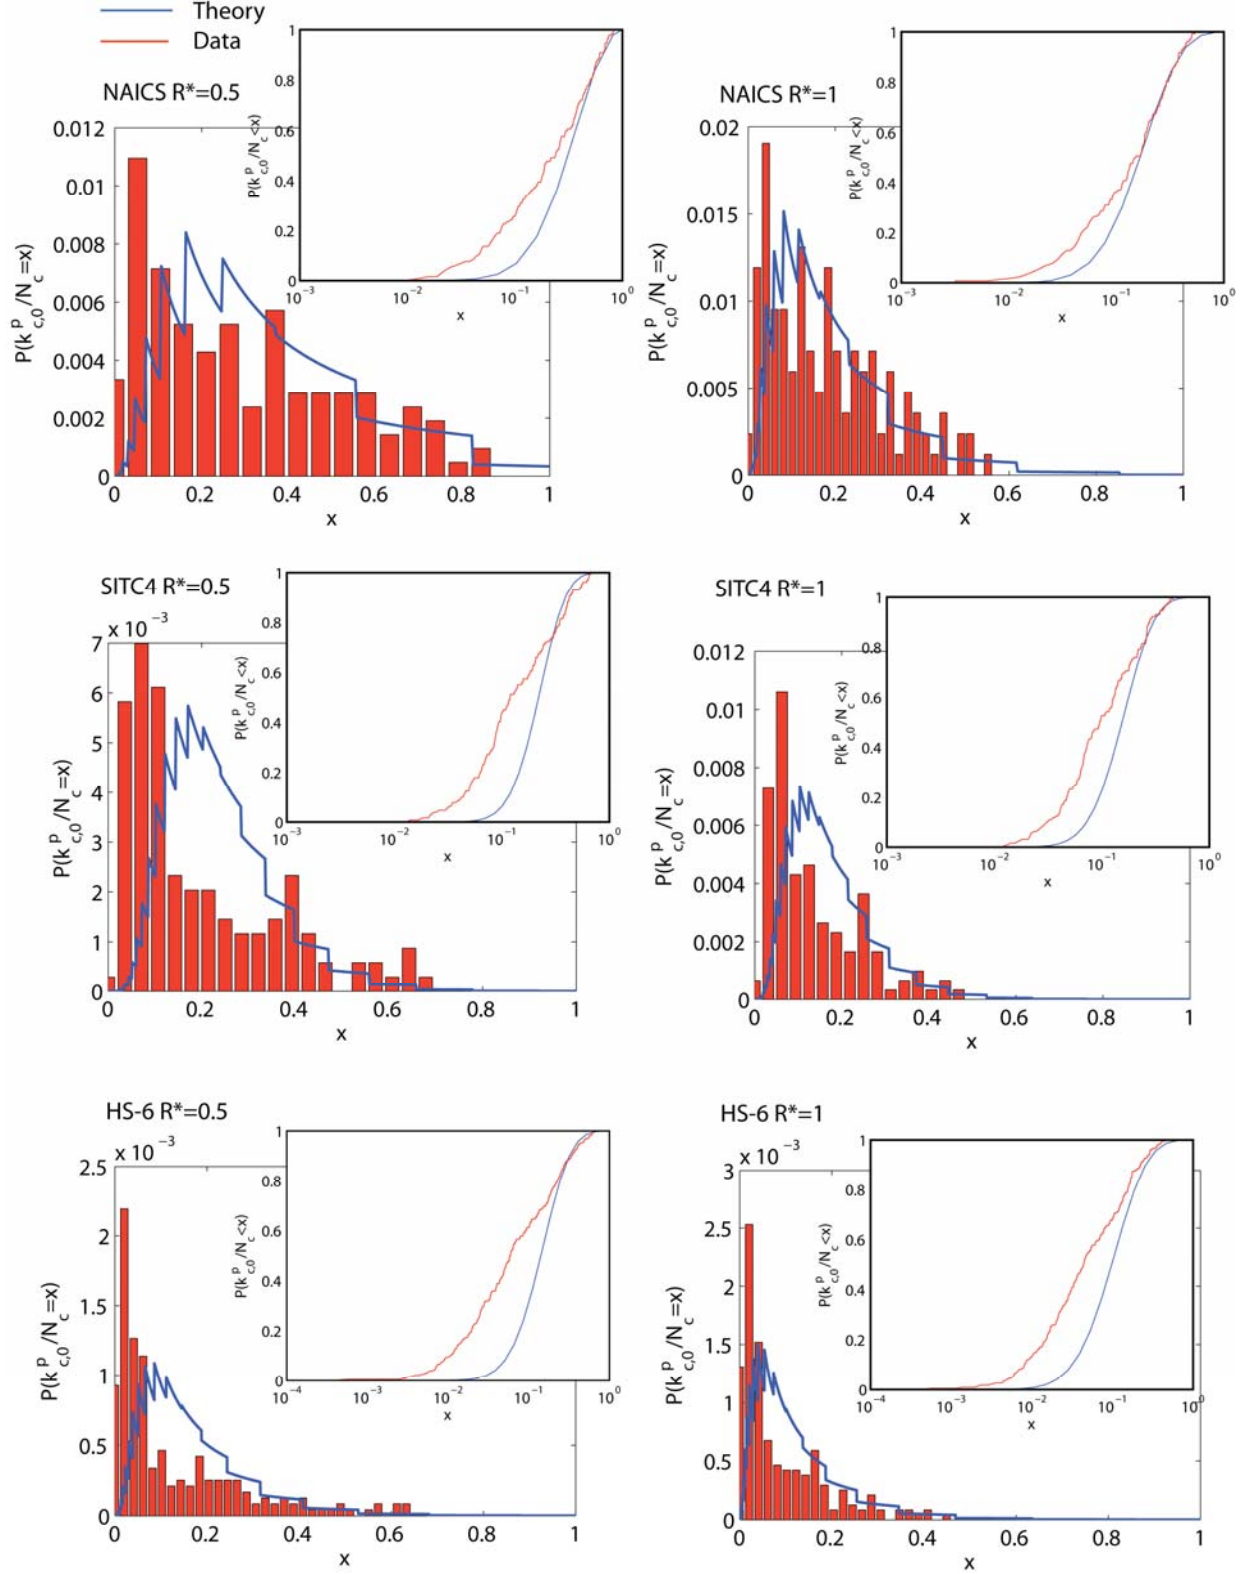 Theory
Data
NAICS R*=0.5
P(k^p_{c,0}/N_c=x)
0.012
0.01
0.008
0.006
0.004
0.002
0
0 0.2 0.4 0.6 0.8 1
x
P(k^p_{c,0}/N_c<x)
1
0.8
0.6
0.4
0.2
0
10^{-3} 10^{-2} 10^{-1} 10^0
x
NAICS R*=1
P(k^p_{c,0}/N_c=x)
0.02
0.015
0.01
0.005
0
0 0.2 0.4 0.6 0.8 1
x
P(k^p_{c,0}/N_c<x)
1
0.8
0.6
0.4
0.2
0
10^{-3} 10^{-2} 10^{-1} 10^0
x
SITC4 R*=0.5
x 10^{-3}
P(k^p_{c,0}/N_c=x)
7
6
5
4
3
2
1
0
0 0.2 0.4 0.6 0.8 1
x
P(k^p_{c,0}/N_c<x)
1
0.8
0.6
0.4
0.2
0
10^{-3} 10^{-2} 10^{-1} 10^0
x
SITC4 R*=1
P(k^p_{c,0}/N_c=x)
0.012
0.01
0.008
0.006
0.004
0.002
0
0 0.2 0.4 0.6 0.8 1
x
P(k^p_{c,0}/N_c<x)
1
0.8
0.6
0.4
0.2
0
10^{-3} 10^{-2} 10^{-1} 10^0
x
HS-6 R*=0.5
x 10^{-3}
P(k^p_{c,0}/N_c=x)
2.5
2
1.5
1
0.5
0
0 0.2 0.4 0.6 0.8 1
x
P(k^p_{c,0}/N_c<x)
1
0.8
0.6
0.4
0.2
0
10^{-4} 10^{-3} 10^{-2} 10^{-1} 10^0
x
HS-6 R*=1
x 10^{-3}
P(k^p_{c,0}/N_c=x)
3
2.5
2
1.5
1
0.5
0
0 0.2 0.4 0.6 0.8 1
x
P(k^p_{c,0}/N_c<x)
1
0.8
0.6
0.4
0.2
0
10^{-4} 10^{-3} 10^{-2} 10^{-1} 10^0
x